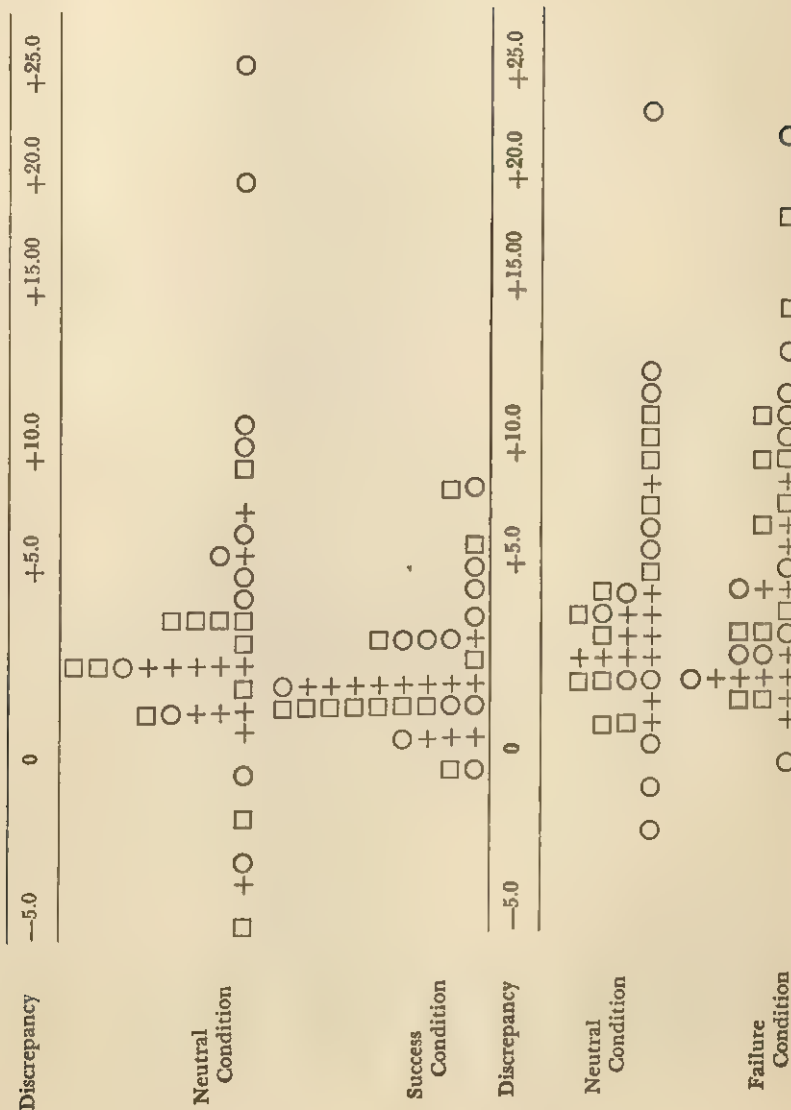 Discrepancy —5.0 0 +5.0 +10.0 +15.00 +20.0 +25.0
Neutral
Condition
Success
Condition
Discrepancy —5.0 0 +5.0 +10.0 +15.00 +20.0 +25.0
Neutral
Condition
Failure
Condition